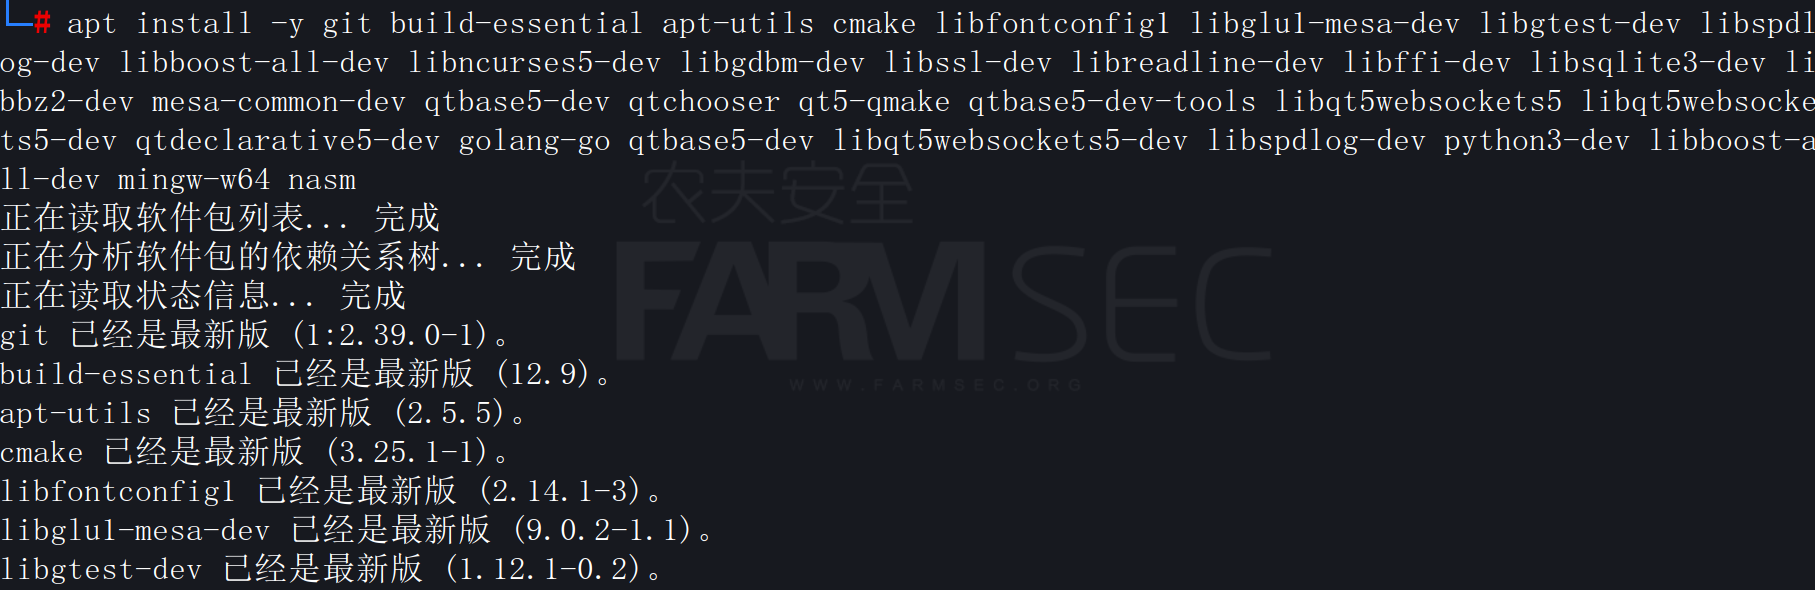 # apt install -y git build-essential apt-utils cmake libfontconfig1 libglu1-mesa-dev libgtest-dev libspdl
og-dev libboost-all-dev libncurses5-dev libgdbm-dev libssl-dev libreadline-dev libffi-dev libsqlite3-dev li
bbz2-dev mesa-common-dev qtbase5-dev qtchooser qt5-qmake qtbase5-dev-tools libqt5websockets5 libqt5websocke
ts5-dev qtdeclarative5-dev golang-go qtbase5-dev libqt5websockets5-dev libspdlog-dev python3-dev libboost-a
ll-dev mingw-w64 nasm
农夫安全
正在读取软件包列表... 完成
正在分析软件包的依赖关系树... 完成
FARMSEC
正在读取状态信息... 完成
git 已经是最新版 (1:2.39.0-1)。
build-essential 已经是最新版 (12.9)。
WWW.FARMSEC.ORG
apt-utils 已经是最新版 (2.5.5)。
cmake 已经是最新版 (3.25.1-1)。
libfontconfig1 已经是最新版 (2.14.1-3)。
libglu1-mesa-dev 已经是最新版 (9.0.2-1.1)。
libgtest-dev 已经是最新版 (1.12.1-0.2)。